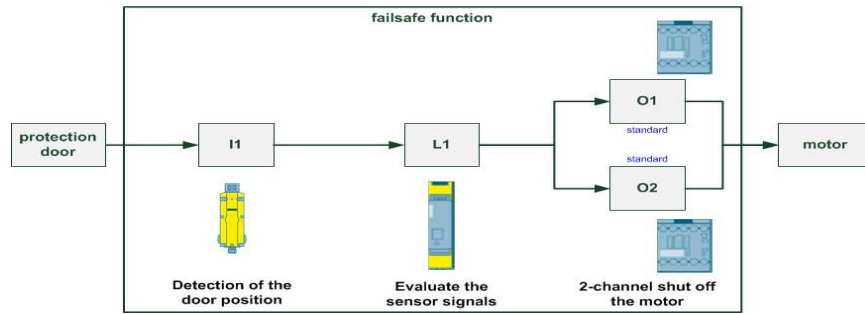 failsafe function
protection
door
I1
L1
O1
standard
standard
O2
motor
Detection of the
door position
Evaluate the
sensor signals
2-channel shut off
the motor